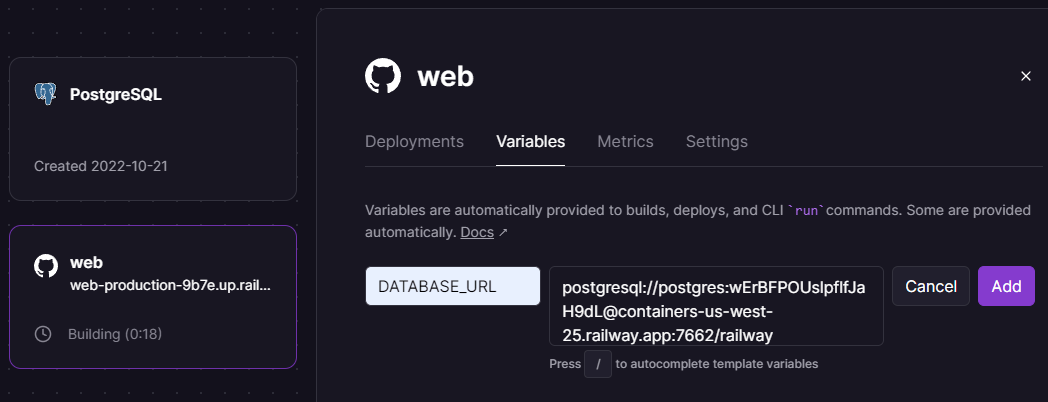 PostgreSQL
Created 2022-10-21
web
web-production-9b7e.up.rail...
Building (0:18)
web
Deployments Variables Metrics Settings
Variables are automatically provided to builds, deploys, and CLI `run` commands. Some are provided
automatically. Docs ↗
DATABASE_URL
postgresql://postgres:wErBFPOUslpflfJa
H9dL@containers-us-west-
25.railway.app:7662/railway
Cancel Add
Press / to autocomplete template variables